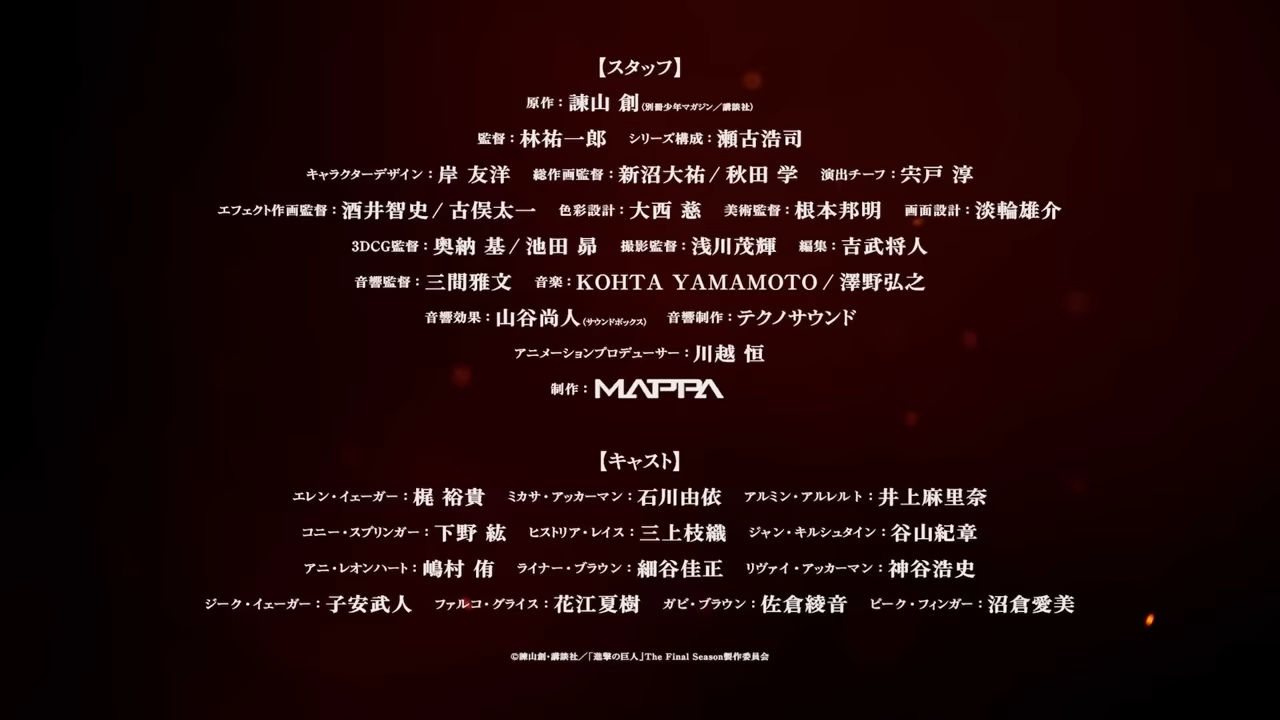 【スタッフ】
原作：諫山 創（別冊少年マガジン／講談社）
監督：林祐一郎　シリーズ構成：瀬古浩司
キャラクターデザイン：岸 友洋　総作画監督：新沼大祐／秋田 学　演出チーフ：宍戸 淳
エフェクト作画監督：酒井智史／古俣太一　色彩設計：大西 慈　美術監督：根本邦明　画面設計：淡輪雄介
3DCG監督：奥納 基／池田 昴　撮影監督：浅川茂輝　編集：吉武将人
音響監督：三間雅文　音楽：KOHTA YAMAMOTO／澤野弘之
音響効果：山谷尚人（サウンドボックス）　音響制作：テクノサウンド
アニメーションプロデューサー：川越 恒
制作：MAPPA
【キャスト】
エレン・イェーガー：梶 裕貴　ミカサ・アッカーマン：石川由依　アルミン・アルレルト：井上麻里奈
コニー・スプリンガー：下野 紘　ヒストリア・レイス：三上枝織　ジャン・キルシュタイン：谷山紀章
アニ・レオンハート：嶋村 侑　ライナー・ブラウン：細谷佳正　リヴァイ・アッカーマン：神谷浩史
ジーク・イェーガー：子安武人　ファルコ・グライス：花江夏樹　ガビ・ブラウン：佐倉綾音　ピーク・フィンガー：沼倉愛美
©諫山創・講談社／「進撃の巨人」The Final Season製作委員会